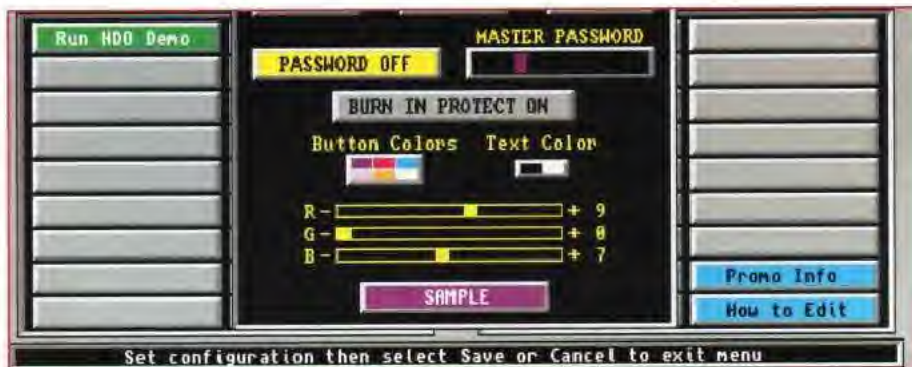 Run HDO Demo
MASTER PASSWORD
PASSWORD OFF
BURN IN PROTECT ON
Button Colors Text Color
R - + 9
G - + 0
B - + 7
SAMPLE
Promo Info
How to Edit
Set configuration then select Save or Cancel to exit menu